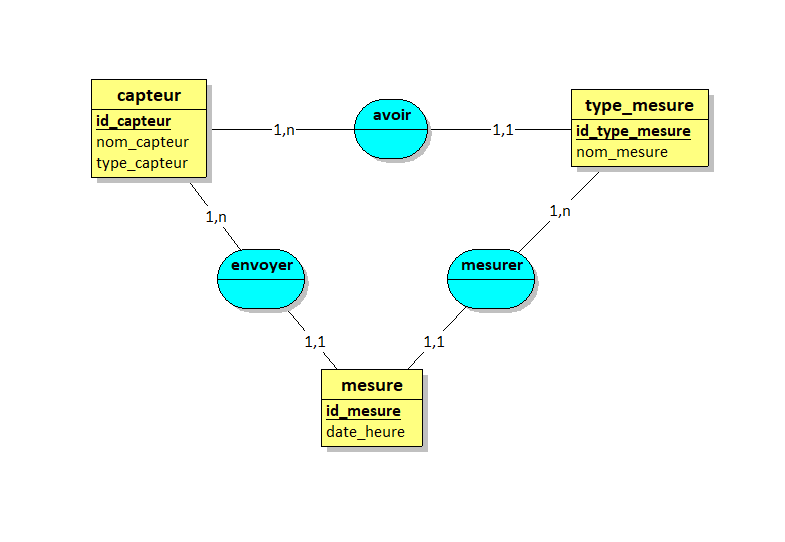 capteur
id_capteur
nom_capteur
type_capteur
1,n
avoir
1,1
type_mesure
id_type_mesure
nom_mesure
1,n
1,n
envoyer
mesurer
1,1
1,1
mesure
id_mesure
date_heure